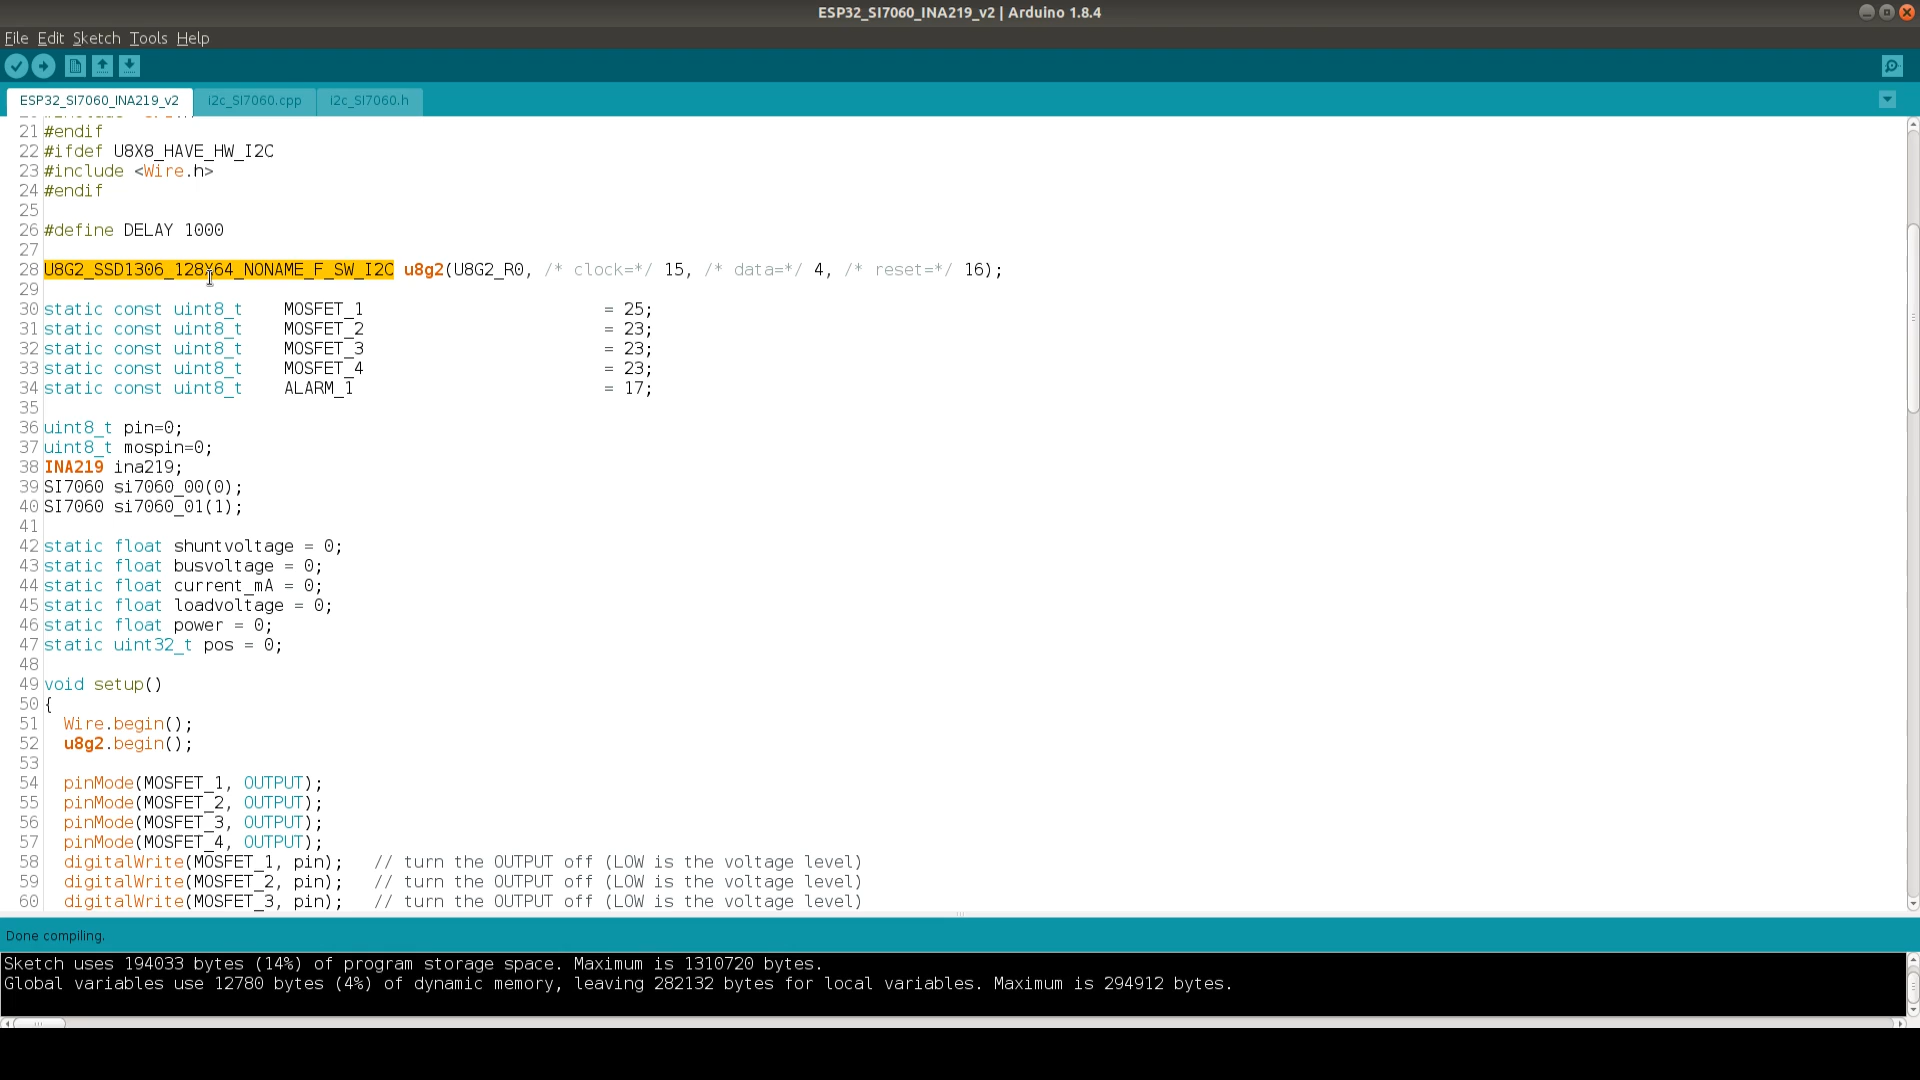 ESP32_SI7060_INA219_v2 | Arduino 1.8.4
File Edit Sketch Tools Help
ESP32_SI7060_INA219_v2 i2c_SI7060.cpp i2c_SI7060.h
21 #endif
22 #ifdef U8X8_HAVE_HW_I2C
23 #include <Wire.h>
24 #endif
25
26 #define DELAY 1000
27
28 U8G2_SSD1306_128X64_NONAME_F_SW_I2C u8g2(U8G2_R0, /* clock=*/ 15, /* data=*/ 4, /* reset=*/ 16);
29
30 static const uint8_t MOSFET_1 = 25;
31 static const uint8_t MOSFET_2 = 23;
32 static const uint8_t MOSFET_3 = 23;
33 static const uint8_t MOSFET_4 = 23;
34 static const uint8_t ALARM_1 = 17;
35
36 uint8_t pin=0;
37 uint8_t mospin=0;
38 INA219 ina219;
39 SI7060 si7060_00(0);
40 SI7060 si7060_01(1);
41
42 static float shuntvoltage = 0;
43 static float busvoltage = 0;
44 static float current_mA = 0;
45 static float loadvoltage = 0;
46 static float power = 0;
47 static uint32_t pos = 0;
48
49 void setup()
50 {
51 Wire.begin();
52 u8g2.begin();
53
54 pinMode(MOSFET_1, OUTPUT);
55 pinMode(MOSFET_2, OUTPUT);
56 pinMode(MOSFET_3, OUTPUT);
57 pinMode(MOSFET_4, OUTPUT);
58 digitalWrite(MOSFET_1, pin); // turn the OUTPUT off (LOW is the voltage level)
59 digitalWrite(MOSFET_2, pin); // turn the OUTPUT off (LOW is the voltage level)
60 digitalWrite(MOSFET_3, pin); // turn the OUTPUT off (LOW is the voltage level)
Done compiling.
Sketch uses 194033 bytes (14%) of program storage space. Maximum is 1310720 bytes.
Global variables use 12780 bytes (4%) of dynamic memory, leaving 282132 bytes for local variables. Maximum is 294912 bytes.